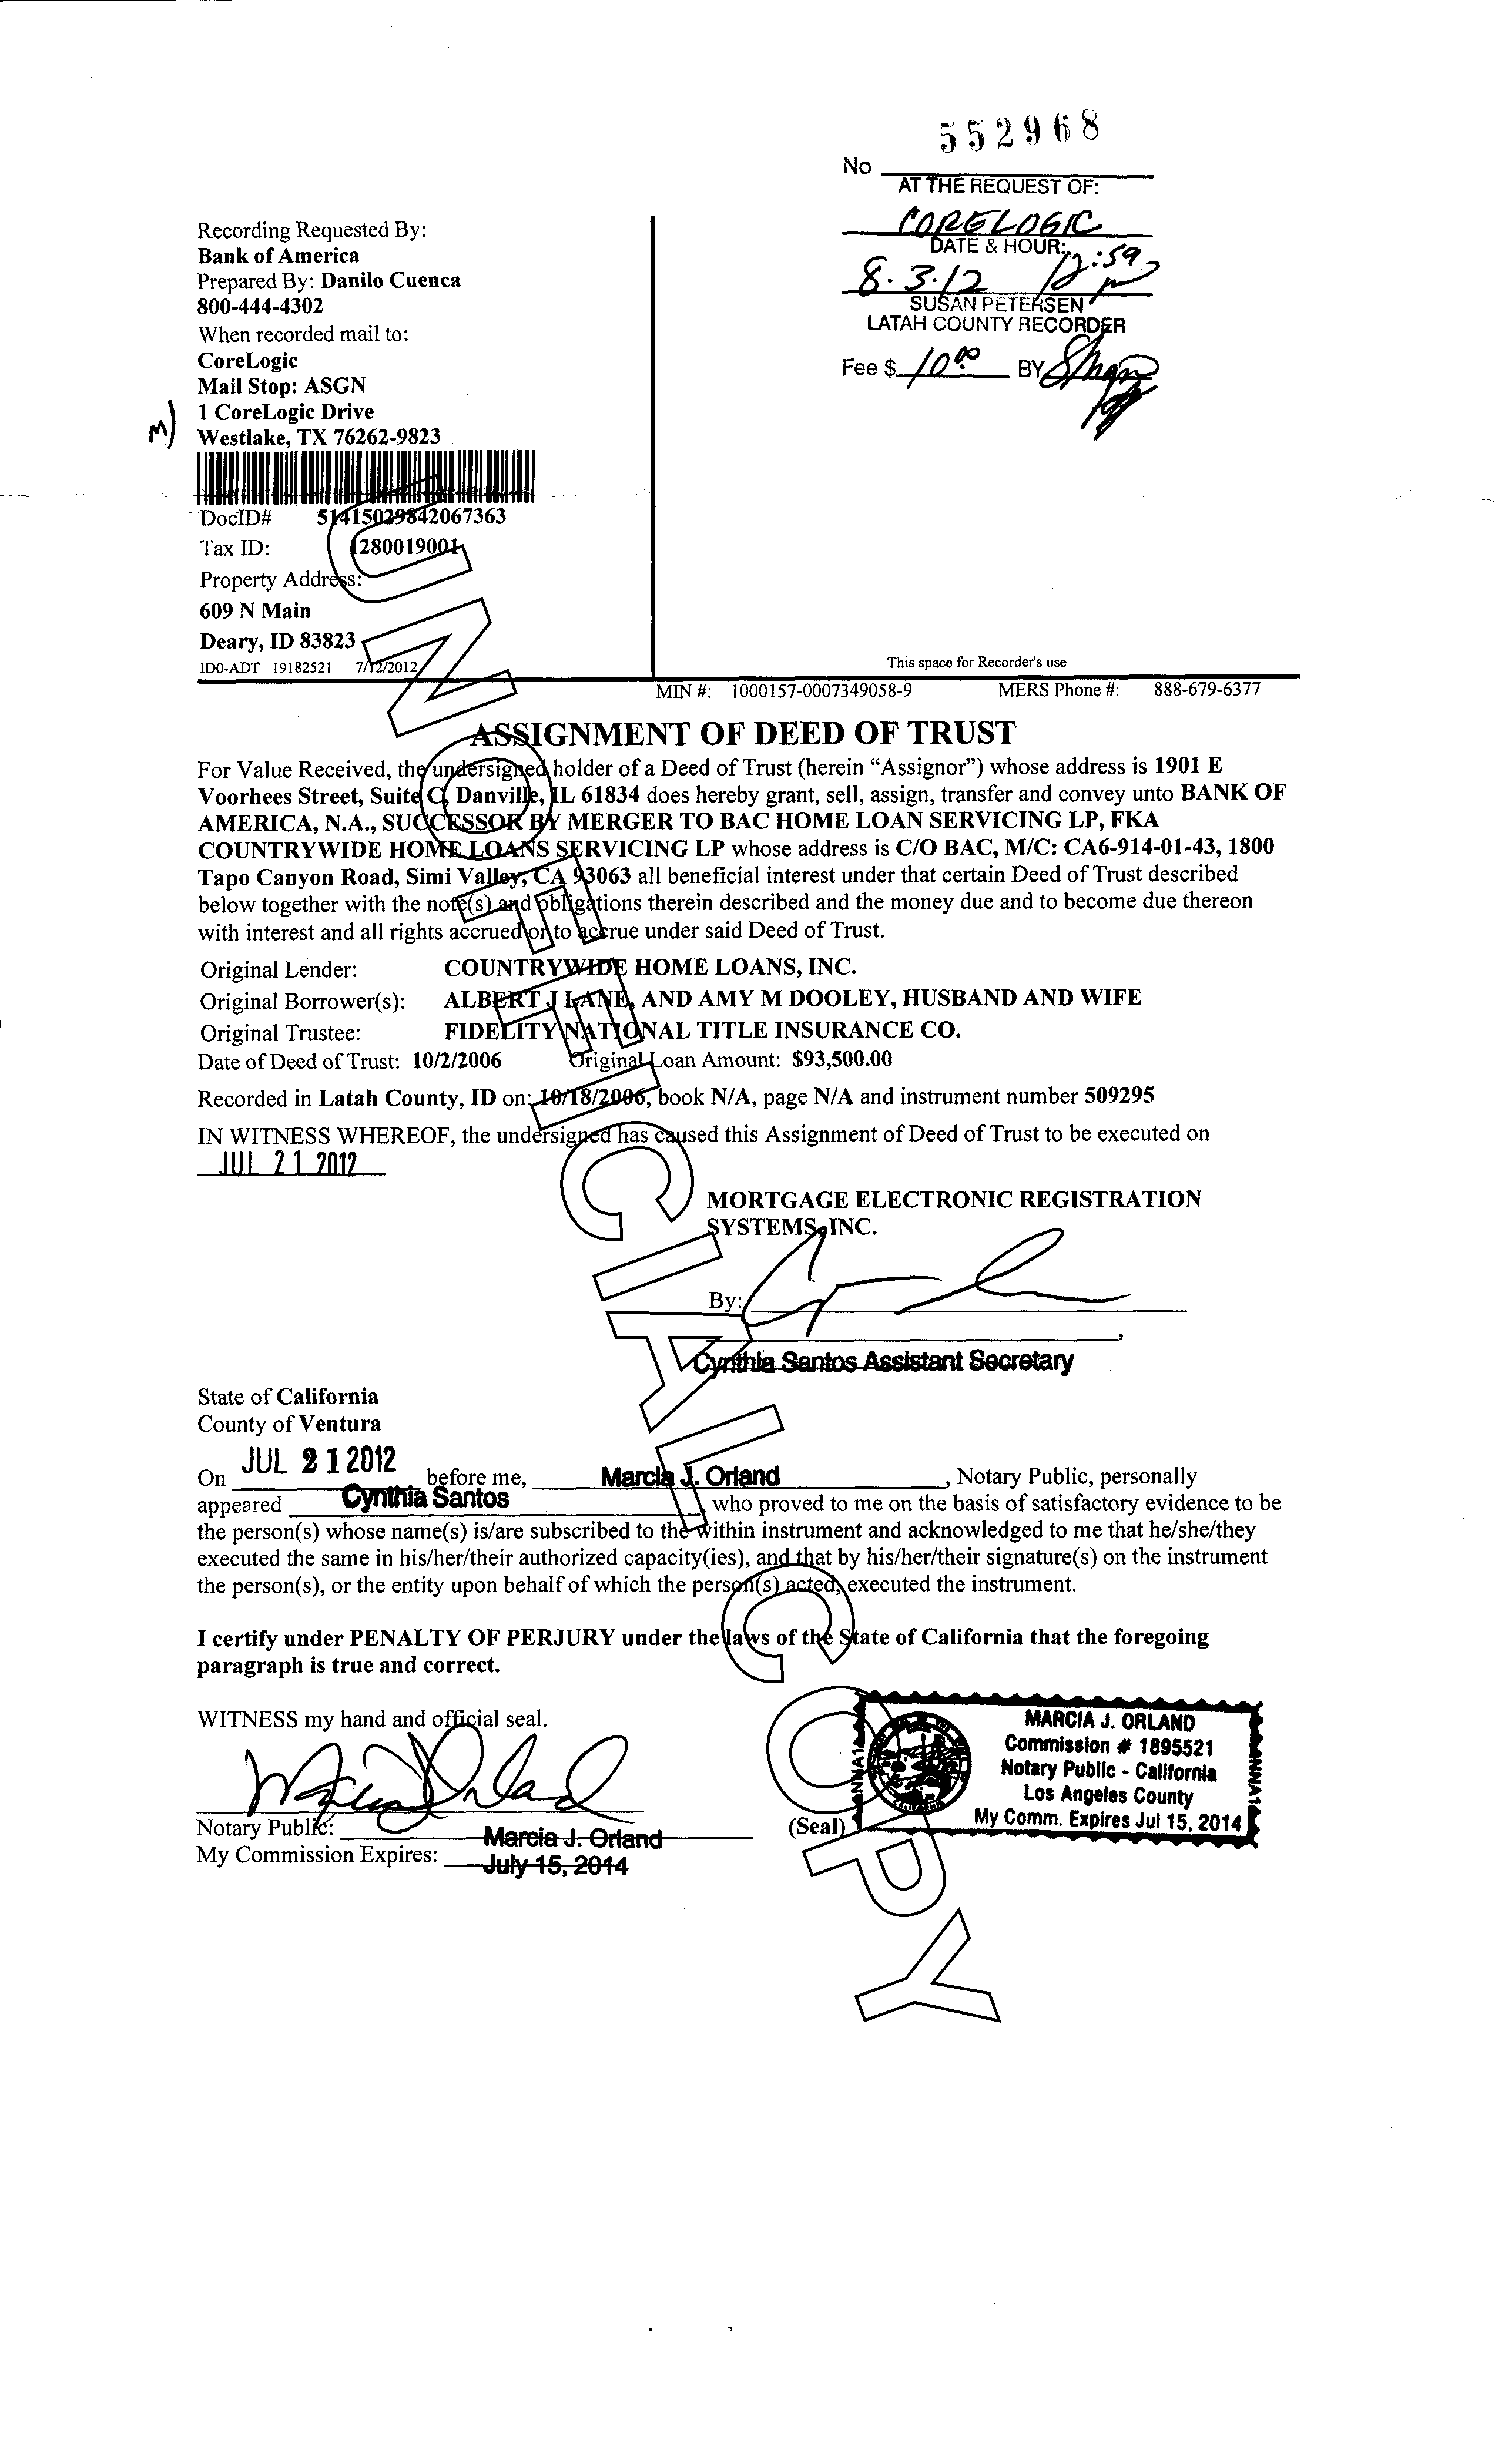 552968
No
AT THE REQUEST OF:
CORELOGIC
DATE & HOUR:
8.3.12 12:59
SUSAN PETERSEN
LATAH COUNTY RECORDER
Fee $ 10.00 BY
Recording Requested By:
Bank of America
Prepared By: Danilo Cuenca
800-444-4302
When recorded mail to:
CoreLogic
Mail Stop: ASGN
1 CoreLogic Drive
M)
Westlake, TX 76262-9823
DocID# 51415029842067363
Tax ID: 1280019001
Property Address:
609 N Main
Deary, ID 83823
ID0-ADT 19182521 7/12/2012
This space for Recorder's use
MIN #: 1000157-0007349058-9 MERS Phone #: 888-679-6377
ASSIGNMENT OF DEED OF TRUST
For Value Received, the undersigned holder of a Deed of Trust (herein “Assignor”) whose address is 1901 E
Voorhees Street, Suite C, Danville, IL 61834 does hereby grant, sell, assign, transfer and convey unto BANK OF
AMERICA, N.A., SUCCESSOR BY MERGER TO BAC HOME LOAN SERVICING LP, FKA
COUNTRYWIDE HOME LOANS SERVICING LP whose address is C/O BAC, M/C: CA6-914-01-43, 1800
Tapo Canyon Road, Simi Valley, CA 93063 all beneficial interest under that certain Deed of Trust described
below together with the note(s) and obligations therein described and the money due and to become due thereon
with interest and all rights accrued or to accrue under said Deed of Trust.
Original Lender: COUNTRYWIDE HOME LOANS, INC.
Original Borrower(s): ALBERT J LANE, AND AMY M DOOLEY, HUSBAND AND WIFE
Original Trustee: FIDELITY NATIONAL TITLE INSURANCE CO.
Date of Deed of Trust: 10/2/2006 Original Loan Amount: $93,500.00
Recorded in Latah County, ID on: 10/18/2006, book N/A, page N/A and instrument number 509295
IN WITNESS WHEREOF, the undersigned has caused this Assignment of Deed of Trust to be executed on
JUL 21 2012
MORTGAGE ELECTRONIC REGISTRATION
SYSTEMS, INC.
By:
Cynthia Santos Assistant Secretary
State of California
County of Ventura
On JUL 21 2012 before me, Marcia J. Orland, Notary Public, personally
appeared Cynthia Santos, who proved to me on the basis of satisfactory evidence to be
the person(s) whose name(s) is/are subscribed to the within instrument and acknowledged to me that he/she/they
executed the same in his/her/their authorized capacity(ies), and that by his/her/their signature(s) on the instrument
the person(s), or the entity upon behalf of which the person(s) acted, executed the instrument.
I certify under PENALTY OF PERJURY under the laws of the State of California that the foregoing
paragraph is true and correct.
WITNESS my hand and official seal.
Marcia J Orland
Notary Public: Marcia J. Orland
My Commission Expires: July 15, 2014
(Seal)
MARCIA J. ORLAND
Commission # 1895521
Notary Public - California
Los Angeles County
My Comm. Expires Jul 15, 2014
NNA1
NNA1
UNOFFICIAL COPY